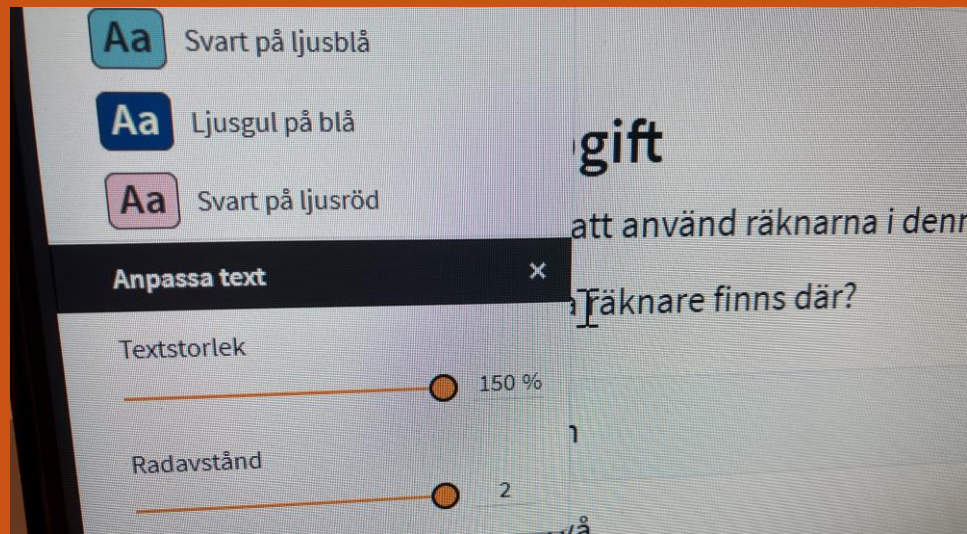 Aa Svart på ljusblå
Aa Ljusgul på blå
Aa Svart på ljusröd
Anpassa text ×
Textstorlek
150 %
Radavstånd
2
gift
att använd räknarna i denn
räknare finns där?